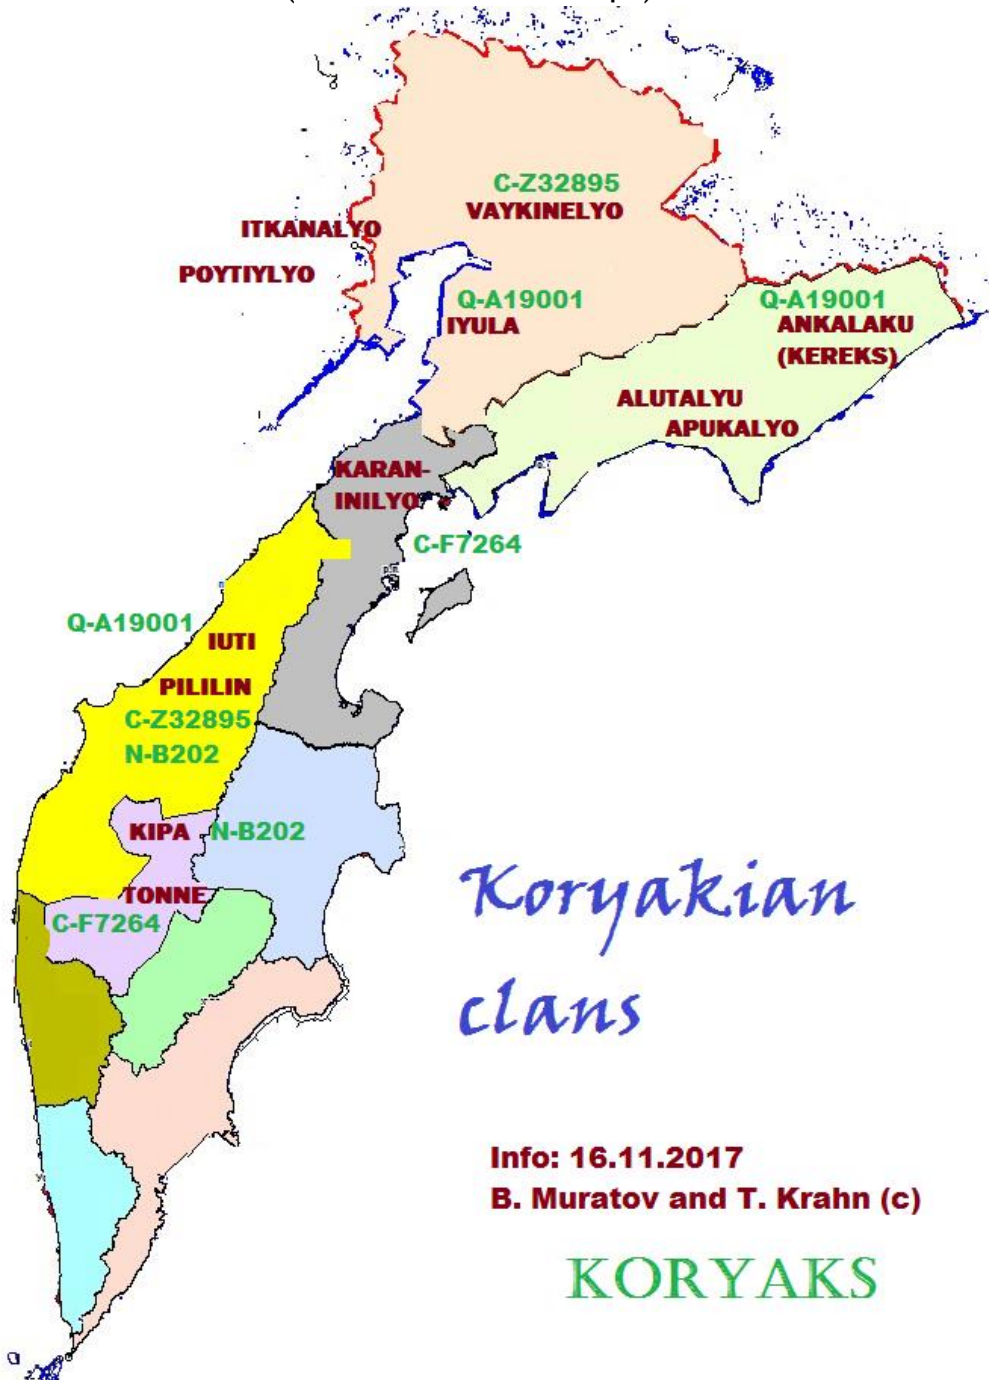 C-Z32895
VAYKINELYO
ITKANALYO
POYTIYLYO
Q-A19001
IYULA
Q-A19001
ANKALAKU
(KEREKS)
ALUTALYU
APUKALYO
KARAN-
INILYO
C-F7264
Q-A19001
IUTI
PILILIN
C-Z32895
N-B202
KIPA
N-B202
TONNE
C-F7264
Koryakian
clans
Info: 16.11.2017
B. Muratov and T. Krahn (c)
KORYAKS